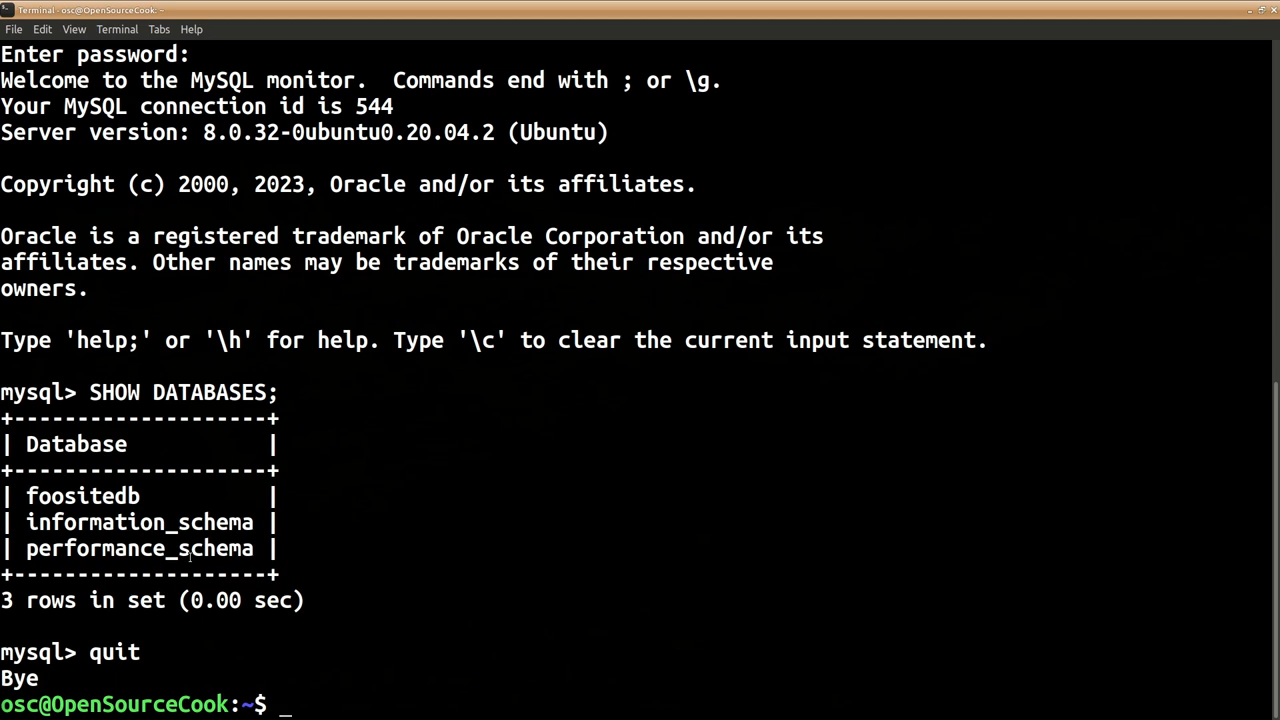 Terminal - osc@OpenSourceCook: ~
File Edit View Terminal Tabs Help
Enter password:
Welcome to the MySQL monitor.  Commands end with ; or \g.
Your MySQL connection id is 544
Server version: 8.0.32-0ubuntu0.20.04.2 (Ubuntu)
Copyright (c) 2000, 2023, Oracle and/or its affiliates.
Oracle is a registered trademark of Oracle Corporation and/or its
affiliates. Other names may be trademarks of their respective
owners.
Type 'help;' or '\h' for help. Type '\c' to clear the current input statement.
mysql> SHOW DATABASES;
+--------------------+
| Database           |
+--------------------+
| foositedb          |
| information_schema |
| performance_schema |
+--------------------+
3 rows in set (0.00 sec)
mysql> quit
Bye
osc@OpenSourceCook:~$ _